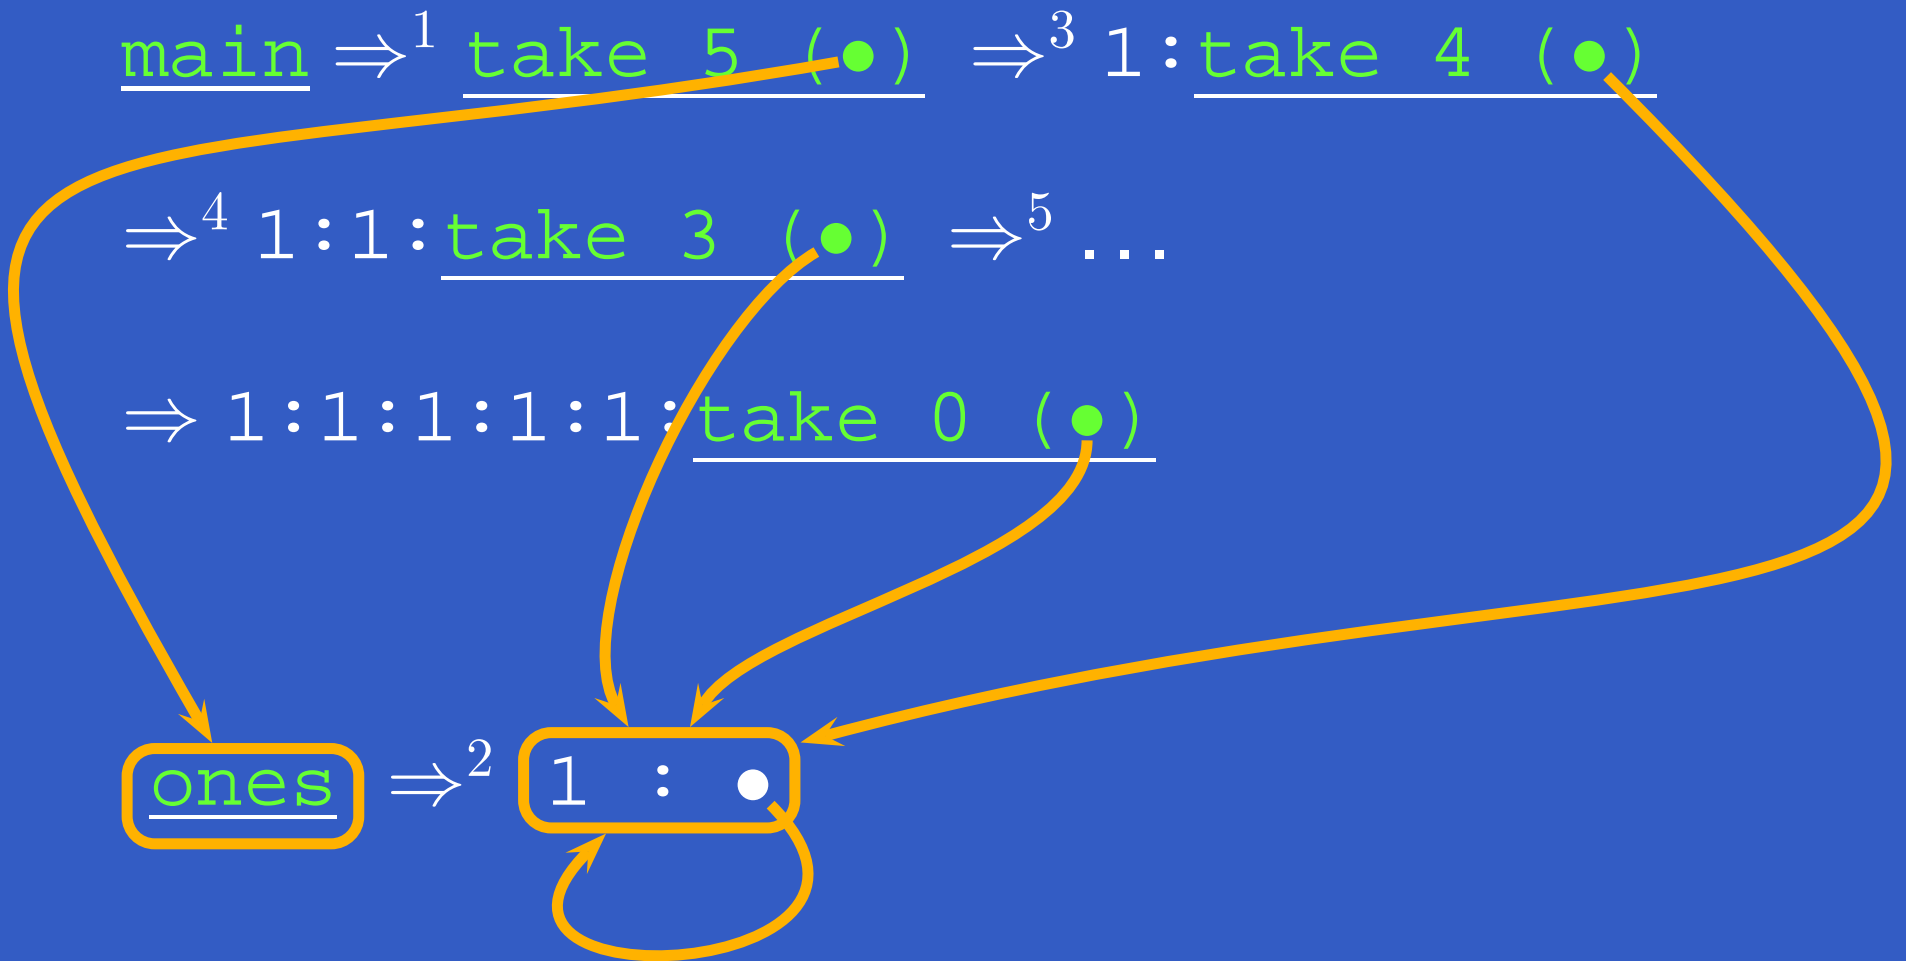 main ⇒¹ take 5 (●) ⇒³ 1:take 4 (●)
⇒⁴ 1:1:take 3 (●) ⇒⁵ ...
⇒ 1:1:1:1:1:take 0 (●)
ones ⇒² 1 : ●